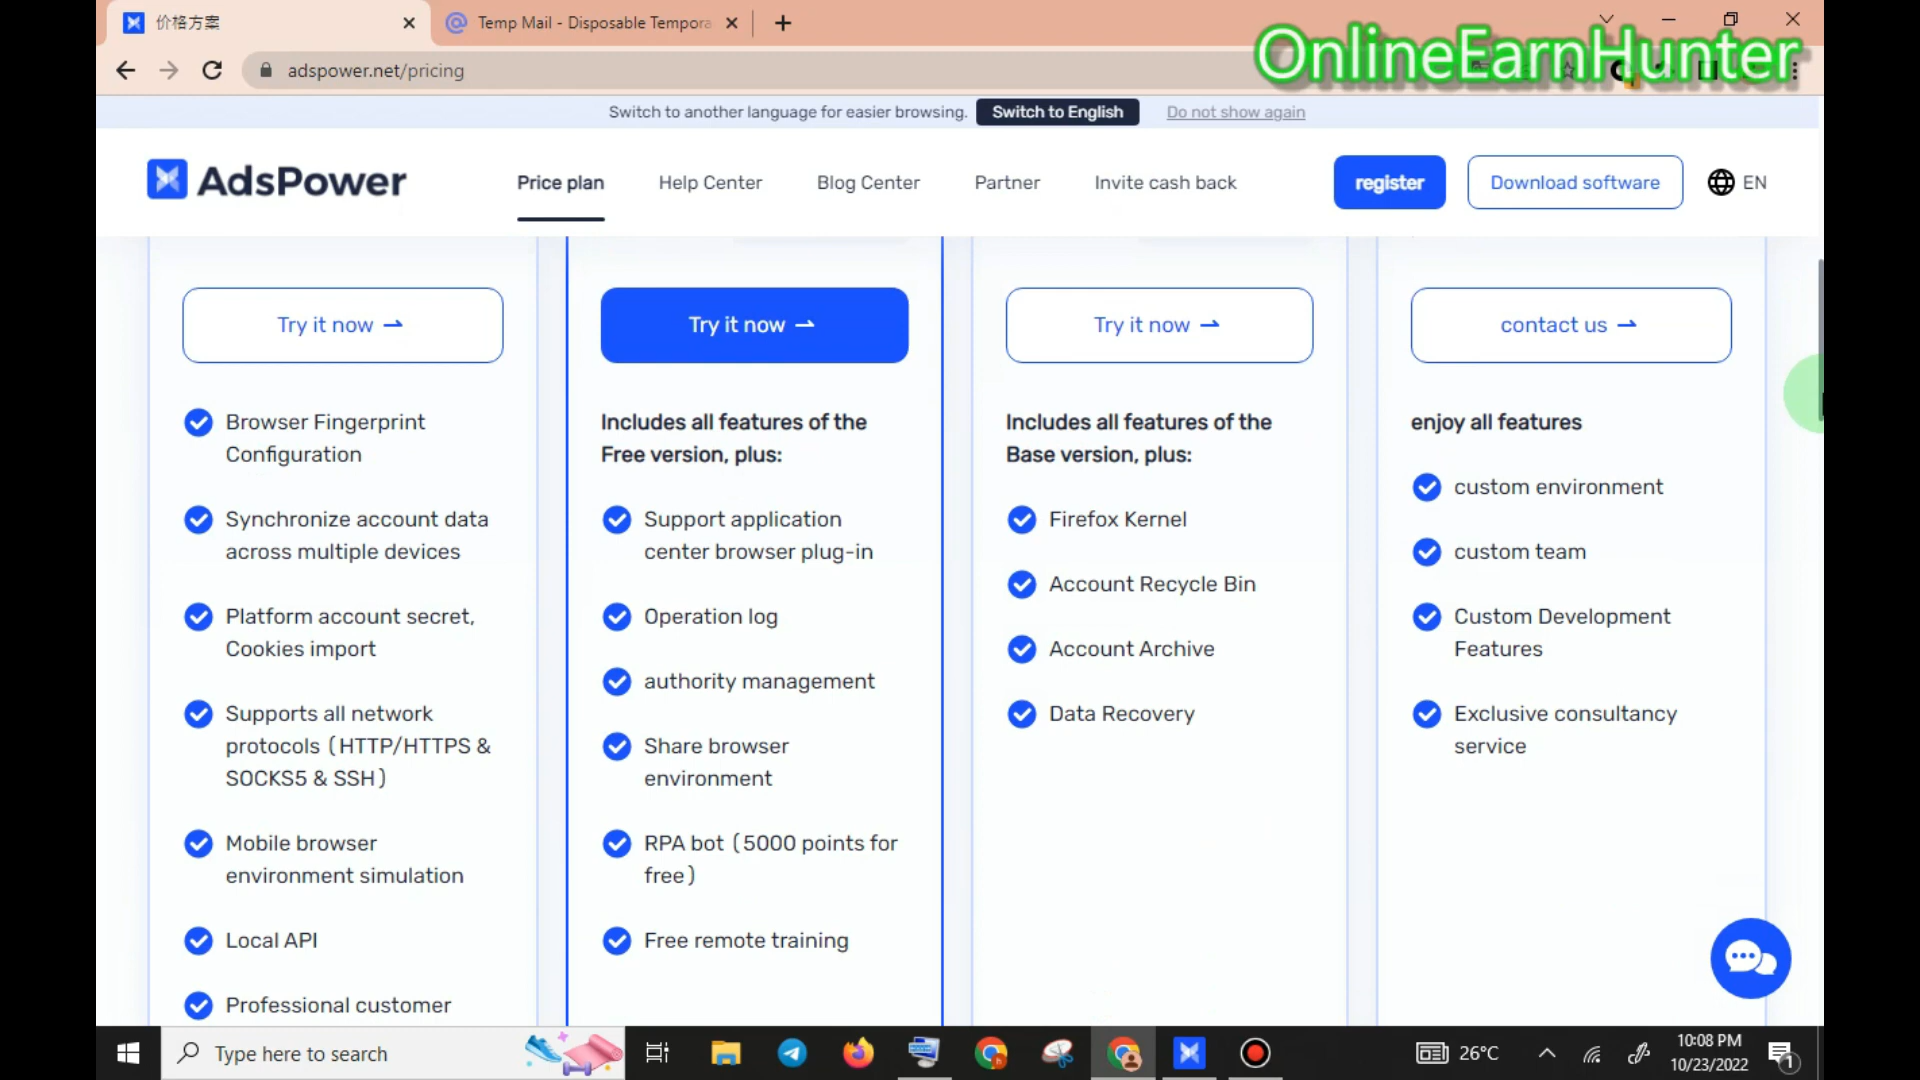 价格方案
Temp Mail - Disposable Tempora
OnlineEarnHunter
adspower.net/pricing
Switch to another language for easier browsing.
Switch to English
Do not show again
AdsPower
Price plan
Help Center
Blog Center
Partner
Invite cash back
register
Download software
EN
Try it now
Browser Fingerprint
Configuration
Synchronize account data
across multiple devices
Platform account secret,
Cookies import
Supports all network
protocols (HTTP/HTTPS &
SOCKS5 & SSH)
Mobile browser
environment simulation
Local API
Professional customer
Try it now
Includes all features of the
Free version, plus:
Support application
center browser plug-in
Operation log
authority management
Share browser
environment
RPA bot (5000 points for
free)
Free remote training
Try it now
Includes all features of the
Base version, plus:
Firefox Kernel
Account Recycle Bin
Account Archive
Data Recovery
contact us
enjoy all features
custom environment
custom team
Custom Development
Features
Exclusive consultancy
service
Type here to search
26°C
10:08 PM
10/23/2022
1